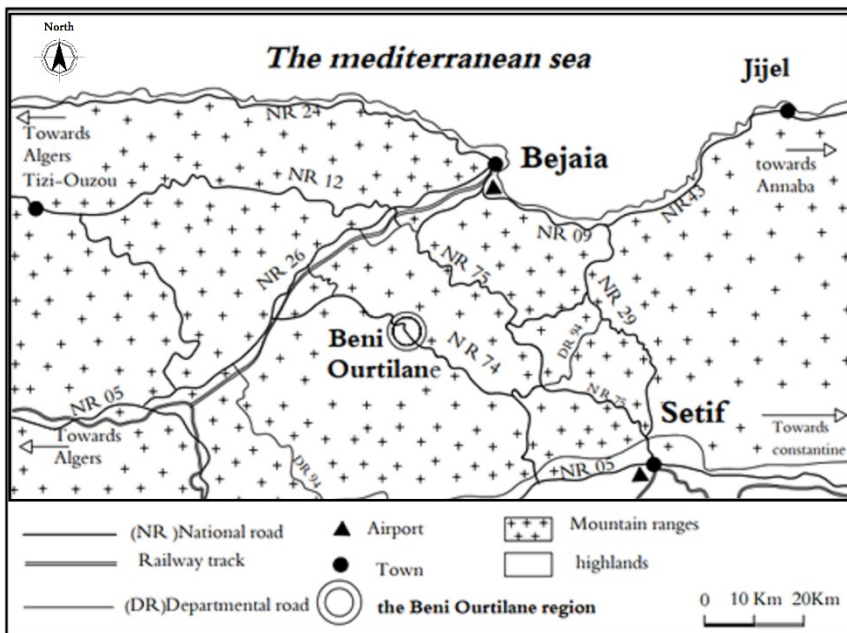 North
The mediterranean sea
Jijel
NR 24
Towards
Algers
Tizi-Ouzou
Bejaia
towards
Annaba
NR 12
NR43
NR 09
NR 26
NR 75
NR 29
Beni
Ourtilane
N R 74
DR 94
N R 75
NR 05
Setif
Towards
Algers
Towards
constantine
DR 94
NR 05
(NR )National road
Airport
Mountain ranges
Railway track
Town
highlands
(DR)Departmental road
the Beni Ourtilane region
0 10 Km 20Km